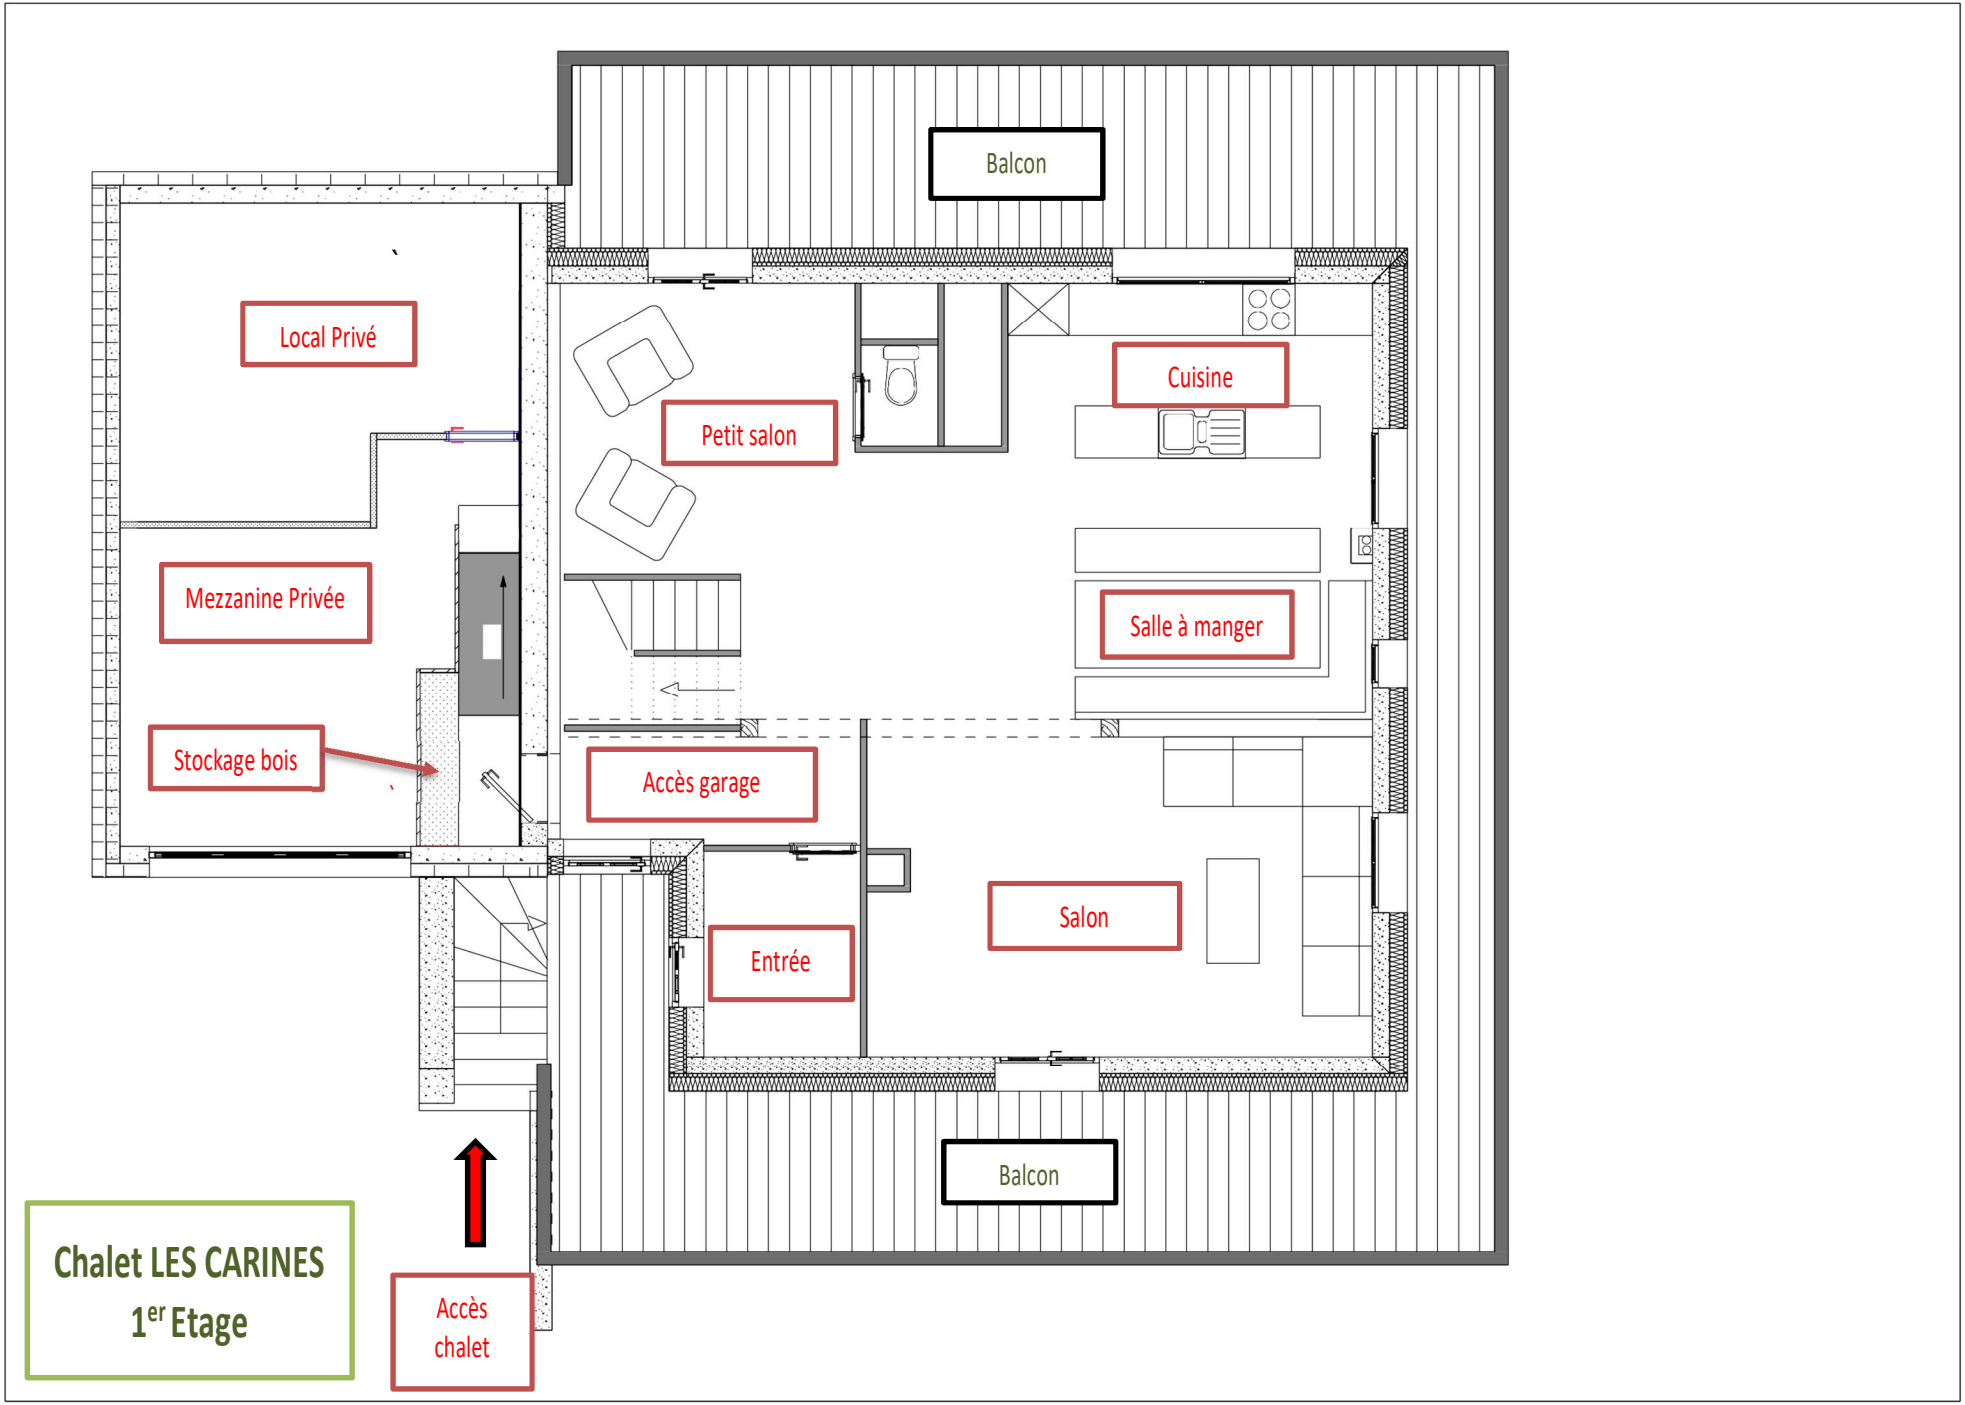 Balcon
Local Privé
Cuisine
Petit salon
Mezzanine Privée
Salle à manger
Stockage bois
Accès garage
Salon
Entrée
Balcon
Chalet LES CARINES
1er Etage
Accès
chalet